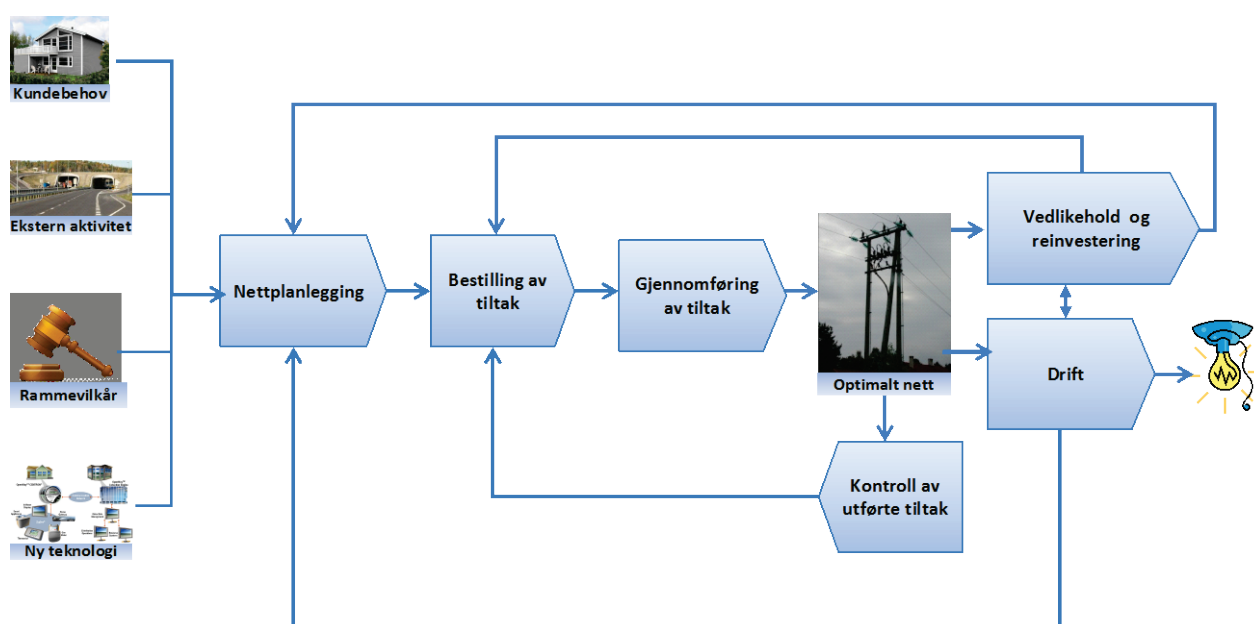 Kundebehov
Ekstern aktivitet
Rammevilkår
Ny teknologi
Nettplanlegging
Bestilling av
tiltak
Gjennomføring
av tiltak
Optimalt nett
Vedlikehold og
reinvestering
Drift
Kontroll av
utførte tiltak